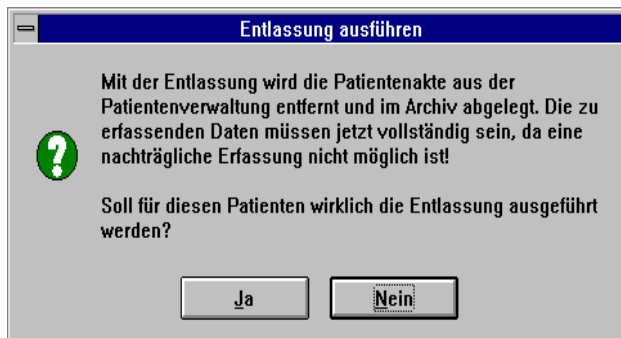 Entlassung ausführen
Mit der Entlassung wird die Patientenakte aus der
Patientenverwaltung entfernt und im Archiv abgelegt. Die zu
erfassenden Daten müssen jetzt vollständig sein, da eine
nachträgliche Erfassung nicht möglich ist!
Soll für diesen Patienten wirklich die Entlassung ausgeführt
werden?
Ja
Nein